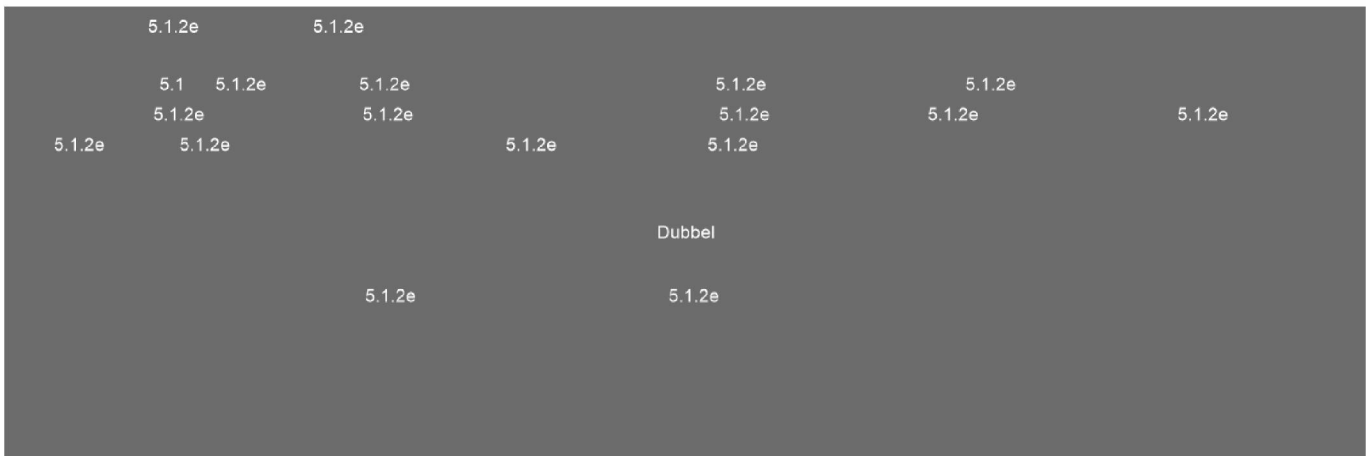 5.1.2e 5.1.2e
5.1 5.1.2e 5.1.2e 5.1.2e 5.1.2e
5.1.2e 5.1.2e 5.1.2e 5.1.2e 5.1.2e
5.1.2e 5.1.2e 5.1.2e 5.1.2e
Dubbel
5.1.2e 5.1.2e